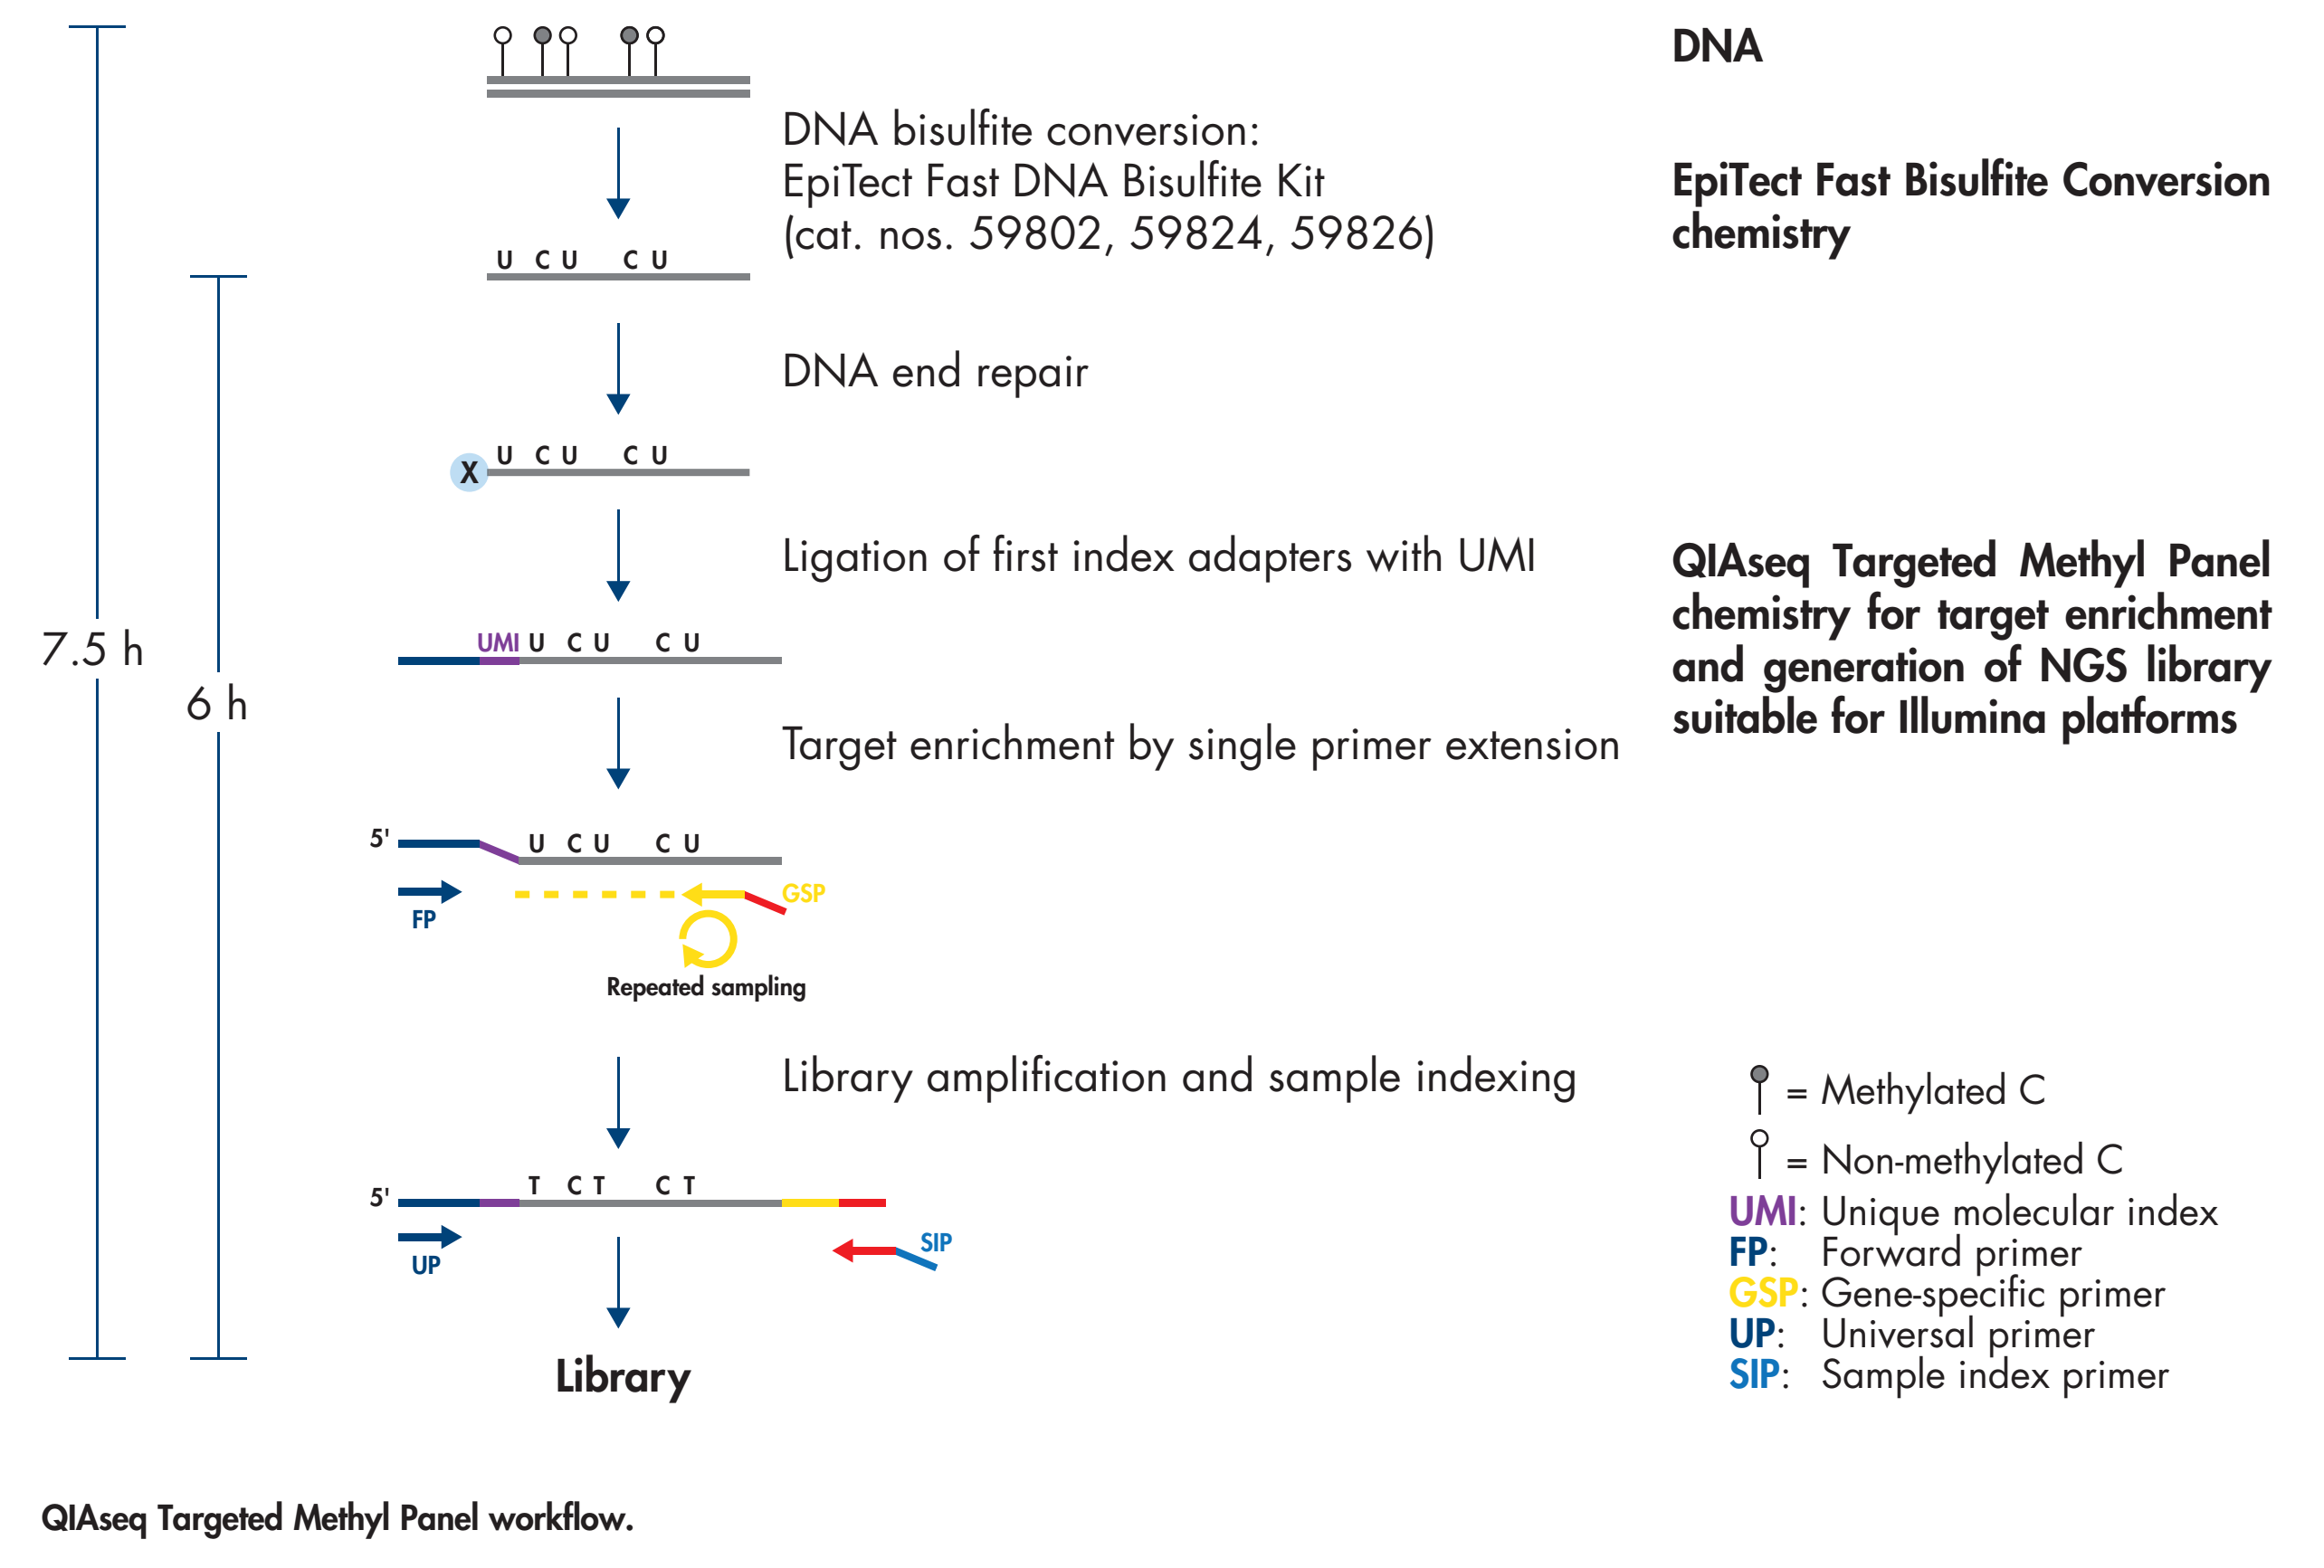 DNA
DNA bisulfite conversion:
EpiTect Fast DNA Bisulfite Kit
(cat. nos. 59802, 59824, 59826)
EpiTect Fast Bisulfite Conversion
chemistry
U C U C U
DNA end repair
X U C U C U
Ligation of first index adapters with UMI
QIAseq Targeted Methyl Panel
chemistry for target enrichment
and generation of NGS library
suitable for Illumina platforms
7.5 h
6 h
UMI U C U C U
Target enrichment by single primer extension
5' U C U C U
GSP
FP
Repeated sampling
Library amplification and sample indexing
5' T C T C T
UP
SIP
Library
= Methylated C
= Non-methylated C
UMI: Unique molecular index
FP: Forward primer
GSP: Gene-specific primer
UP: Universal primer
SIP: Sample index primer
QIAseq Targeted Methyl Panel workflow.